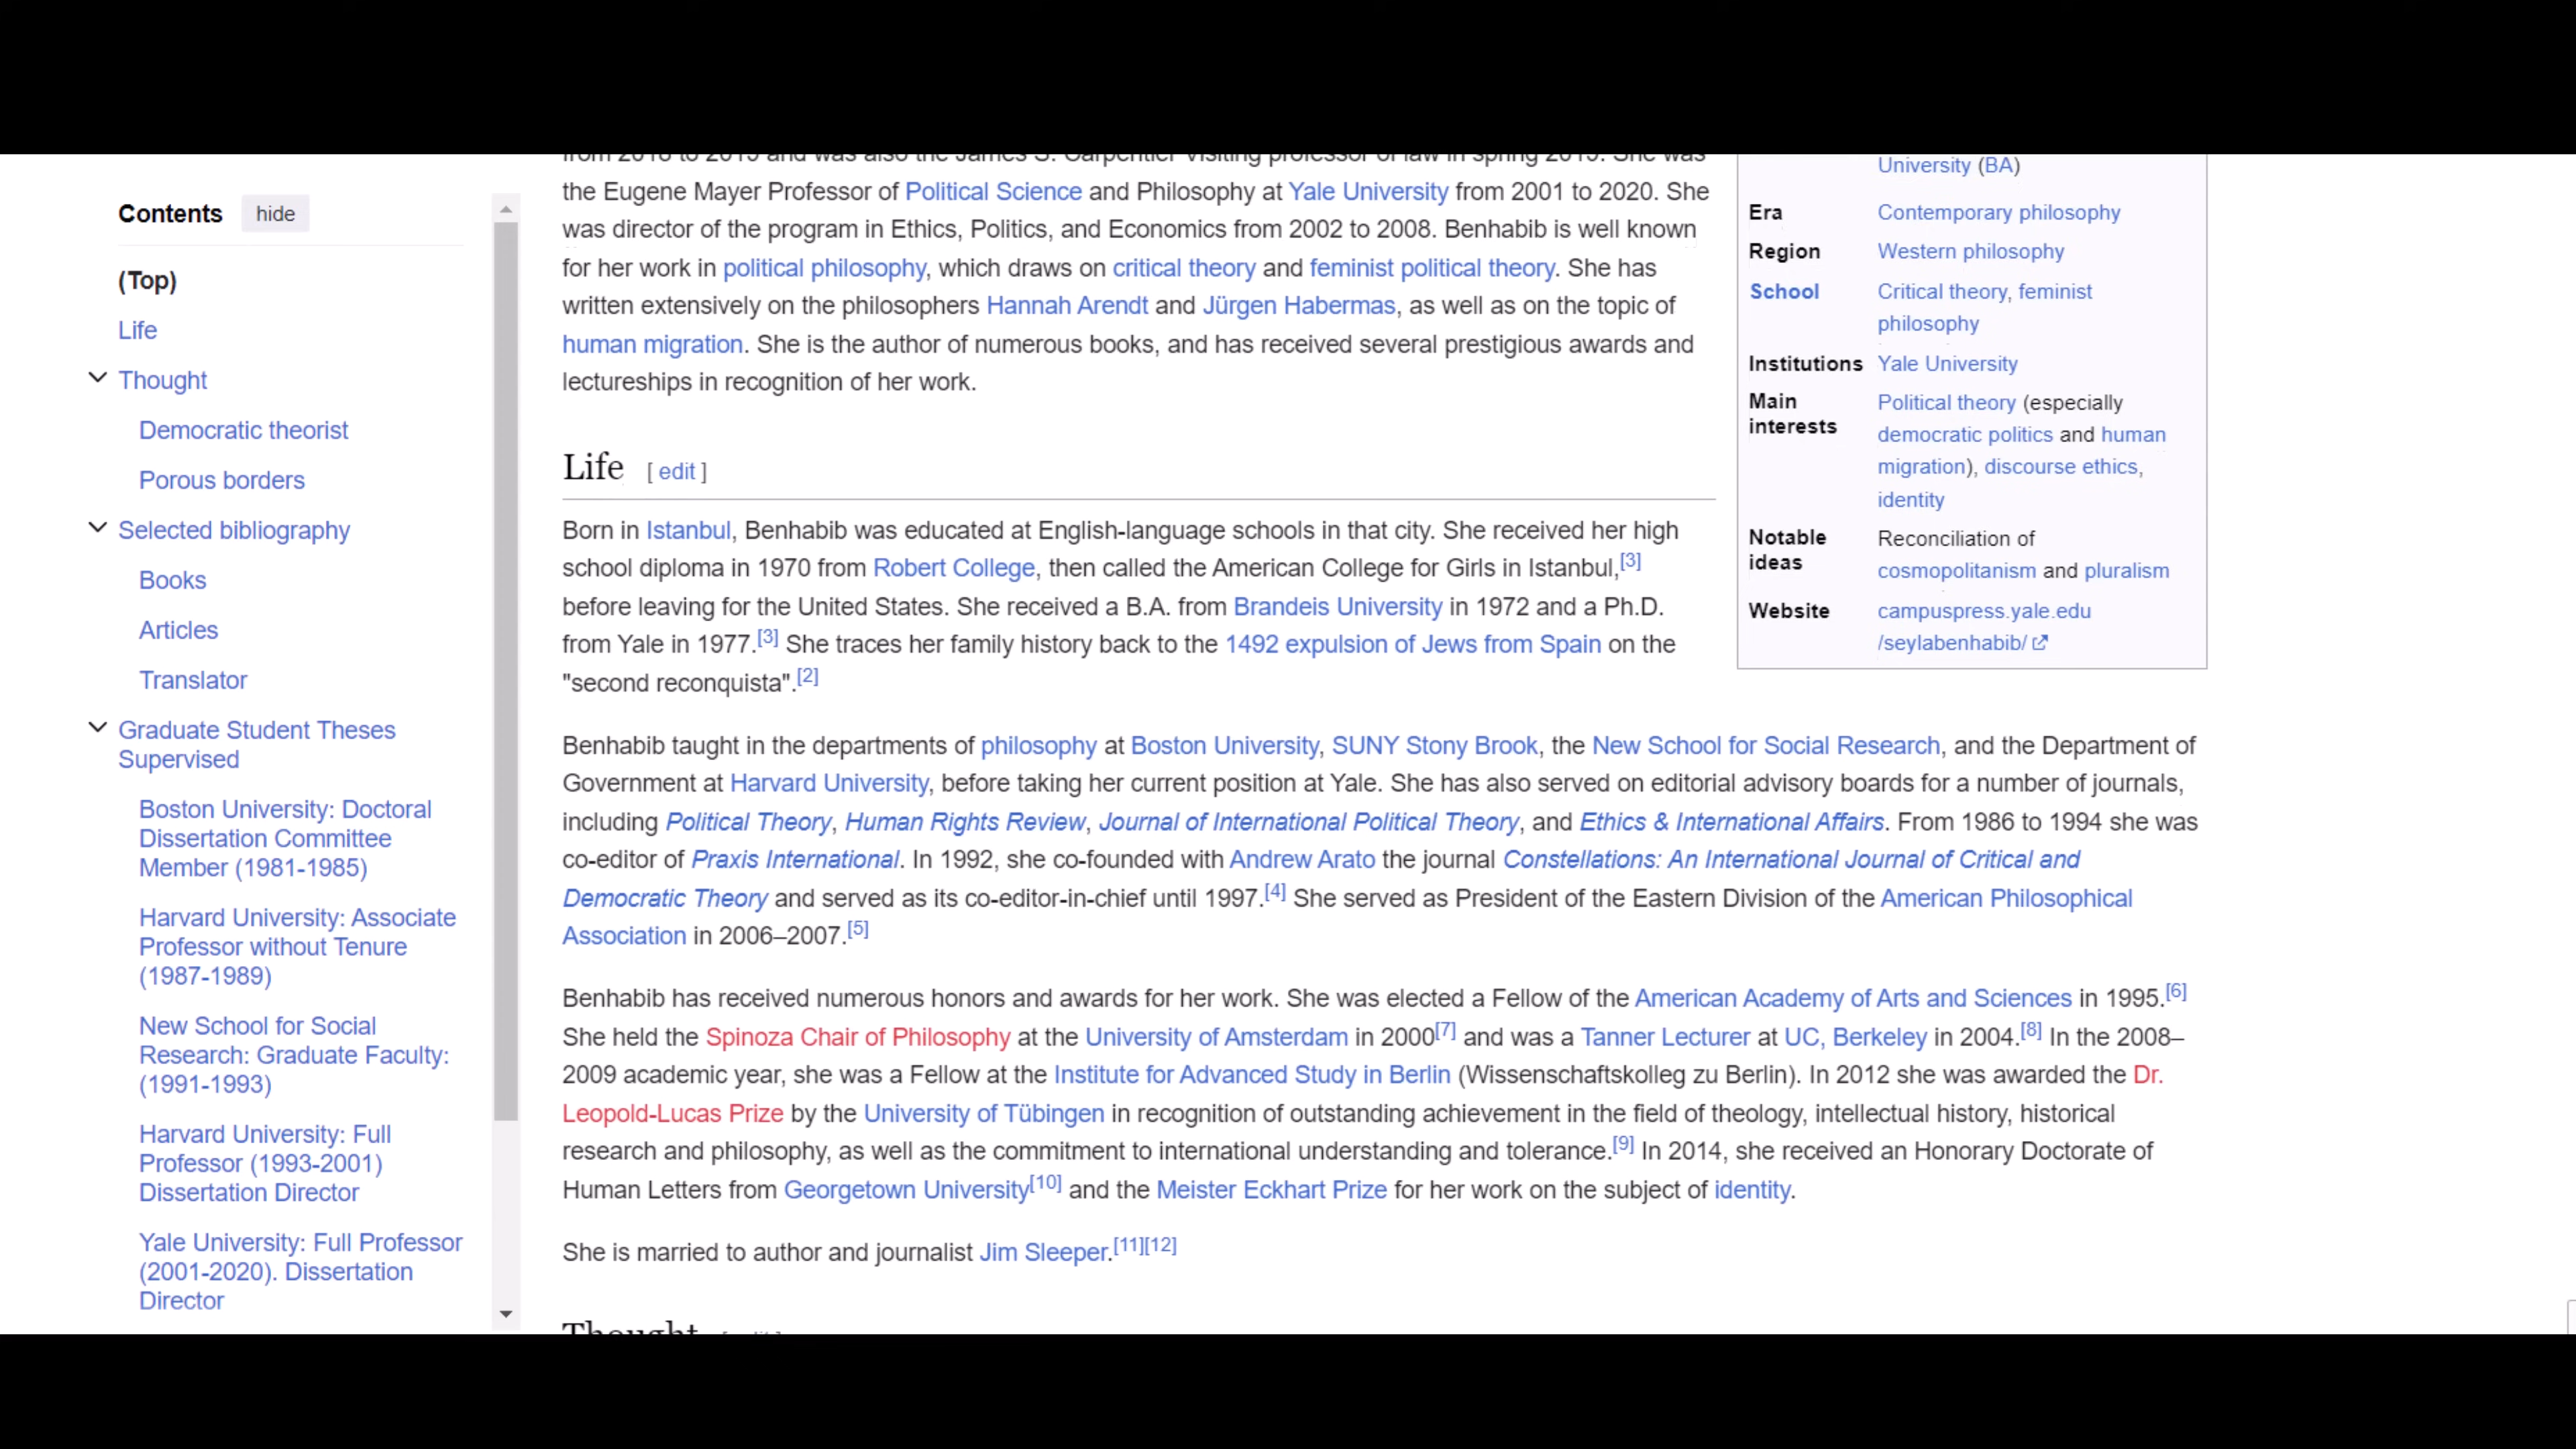 Contents hide
(Top)
Life
Thought
Democratic theorist
Porous borders
Selected bibliography
Books
Articles
Translator
Graduate Student Theses
Supervised
Boston University: Doctoral
Dissertation Committee
Member (1981-1985)
Harvard University: Associate
Professor without Tenure
(1987-1989)
New School for Social
Research: Graduate Faculty:
(1991-1993)
Harvard University: Full
Professor (1993-2001)
Dissertation Director
Yale University: Full Professor
(2001-2020). Dissertation
Director
from 2018 to 2019 and was also the James S. Carpentier Visiting professor of law in spring 2019. She was
the Eugene Mayer Professor of Political Science and Philosophy at Yale University from 2001 to 2020. She
was director of the program in Ethics, Politics, and Economics from 2002 to 2008. Benhabib is well known
for her work in political philosophy, which draws on critical theory and feminist political theory. She has
written extensively on the philosophers Hannah Arendt and Jürgen Habermas, as well as on the topic of
human migration. She is the author of numerous books, and has received several prestigious awards and
lectureships in recognition of her work.
Life [ edit ]
Born in Istanbul, Benhabib was educated at English-language schools in that city. She received her high
school diploma in 1970 from Robert College, then called the American College for Girls in Istanbul,[3]
before leaving for the United States. She received a B.A. from Brandeis University in 1972 and a Ph.D.
from Yale in 1977.[3] She traces her family history back to the 1492 expulsion of Jews from Spain on the
"second reconquista".[2]
Benhabib taught in the departments of philosophy at Boston University, SUNY Stony Brook, the New School for Social Research, and the Department of
Government at Harvard University, before taking her current position at Yale. She has also served on editorial advisory boards for a number of journals,
including Political Theory, Human Rights Review, Journal of International Political Theory, and Ethics & International Affairs. From 1986 to 1994 she was
co-editor of Praxis International. In 1992, she co-founded with Andrew Arato the journal Constellations: An International Journal of Critical and
Democratic Theory and served as its co-editor-in-chief until 1997.[4] She served as President of the Eastern Division of the American Philosophical
Association in 2006–2007.[5]
Benhabib has received numerous honors and awards for her work. She was elected a Fellow of the American Academy of Arts and Sciences in 1995.[6]
She held the Spinoza Chair of Philosophy at the University of Amsterdam in 2000[7] and was a Tanner Lecturer at UC, Berkeley in 2004.[8] In the 2008–
2009 academic year, she was a Fellow at the Institute for Advanced Study in Berlin (Wissenschaftskolleg zu Berlin). In 2012 she was awarded the Dr.
Leopold-Lucas Prize by the University of Tübingen in recognition of outstanding achievement in the field of theology, intellectual history, historical
research and philosophy, as well as the commitment to international understanding and tolerance.[9] In 2014, she received an Honorary Doctorate of
Human Letters from Georgetown University[10] and the Meister Eckhart Prize for her work on the subject of identity.
She is married to author and journalist Jim Sleeper.[11][12]
Thought [ edit ]
University (BA)
Era Contemporary philosophy
Region Western philosophy
School Critical theory, feminist
philosophy
Institutions Yale University
Main interests Political theory (especially
democratic politics and human
migration), discourse ethics,
identity
Notable ideas Reconciliation of
cosmopolitanism and pluralism
Website campuspress.yale.edu
/seylabenhabib/